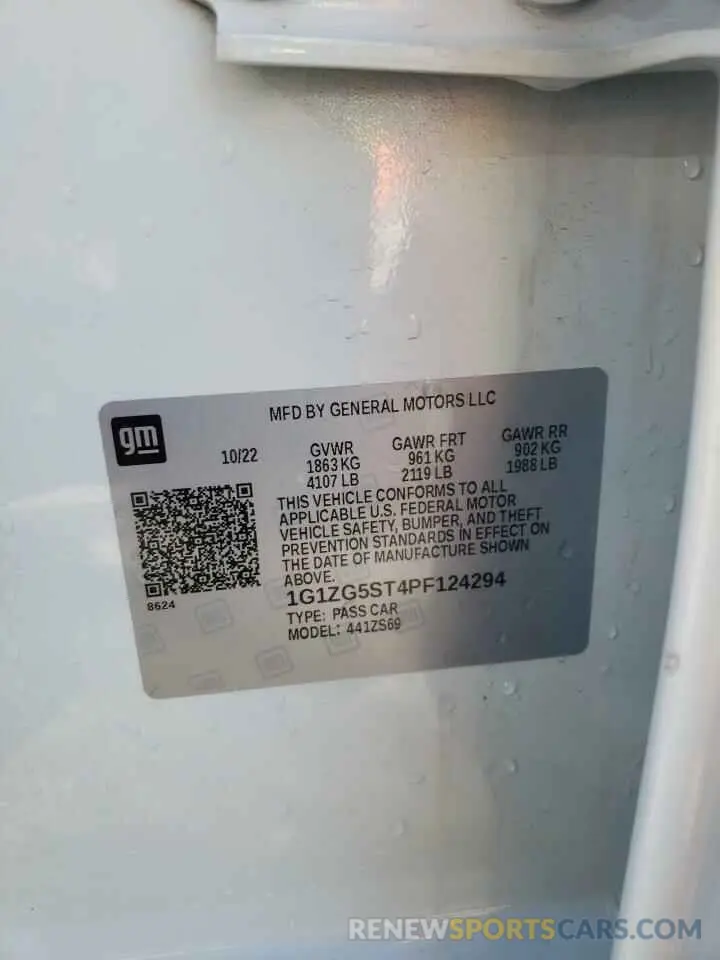 MFD BY GENERAL MOTORS LLC
gm
10/22
GVWR
1863 KG
4107 LB
GAWR FRT
961 KG
2119 LB
GAWR RR
902 KG
1988 LB
THIS VEHICLE CONFORMS TO ALL
APPLICABLE U.S. FEDERAL MOTOR
VEHICLE SAFETY, BUMPER, AND THEFT
PREVENTION STANDARDS IN EFFECT ON
THE DATE OF MANUFACTURE SHOWN
ABOVE.
8624
1G1ZG5ST4PF124294
TYPE: PASS CAR
MODEL: 441ZS69
RENEWSPORTSCARS.COM